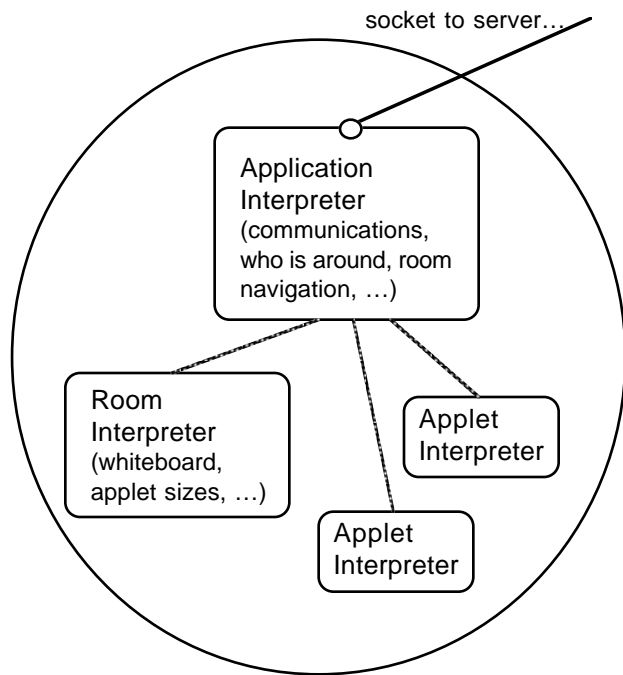 socket to server…
Application
Interpreter
(communications,
who is around, room
navigation, …)
Room
Interpreter
(whiteboard,
applet sizes, …)
Applet
Interpreter
Applet
Interpreter